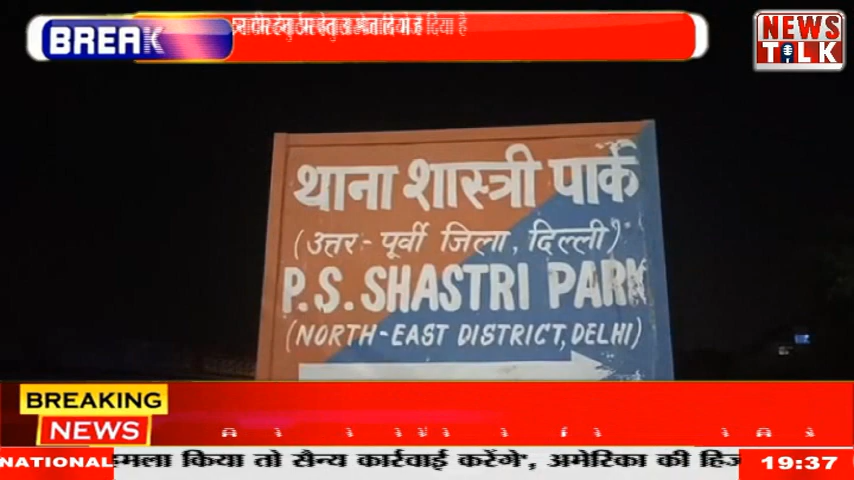 BREAK
NEWS
TALK
थाना शास्त्री पार्क
(उत्तर-पूर्वी जिला, दिल्ली)
P.S. SHASTRI PARK
(NORTH-EAST DISTRICT, DELHI)
BREAKING
NEWS
NATIONAL
किया तो सैन्य कार्रवाई करेंगे', अमेरिका की
19:37